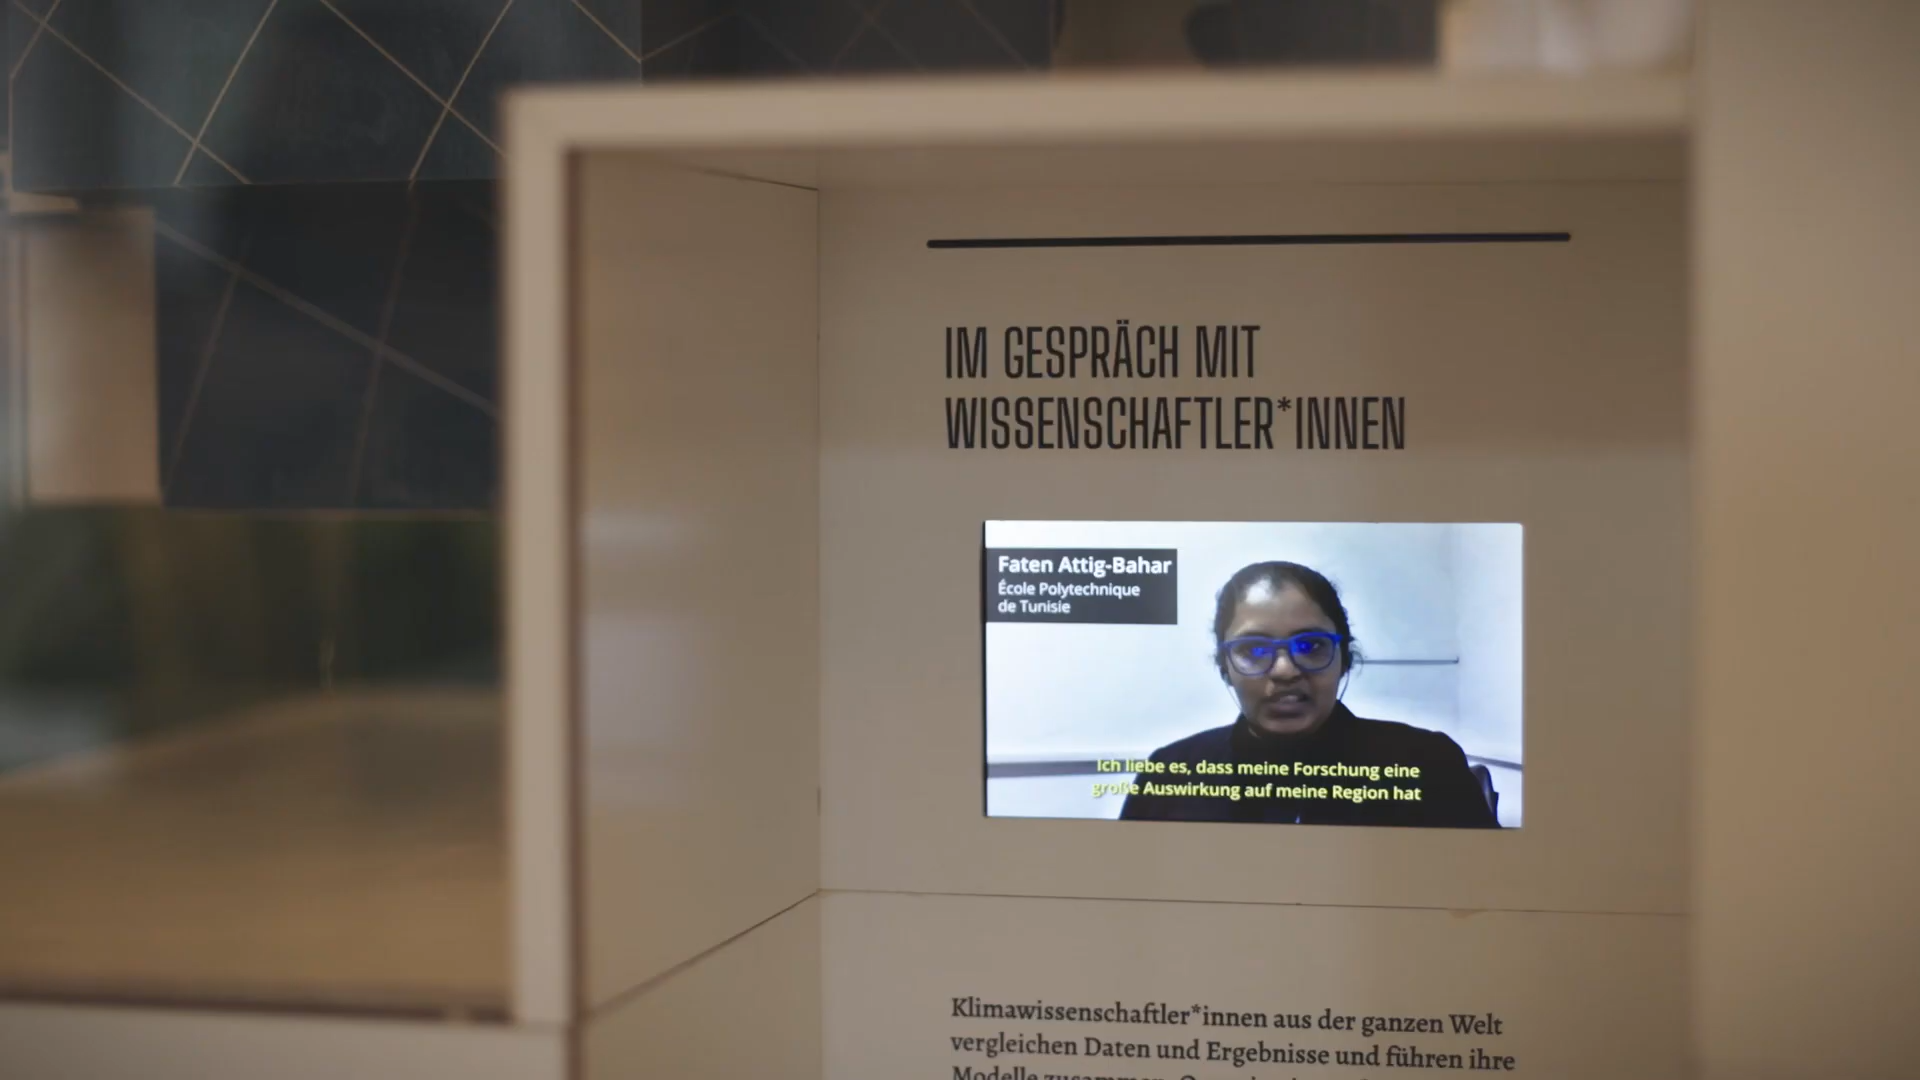 IM GESPRÄCH MIT
WISSENSCHAFTLER*INNEN
Faten Attig-Bahar
École Polytechnique
de Tunisie
Ich liebe es, dass meine Forschung eine
große Auswirkung auf meine Region hat
Klimawissenschaftler*innen aus der ganzen Welt
vergleichen Daten und Ergebnisse und führen ihre
Modelle zusammen.